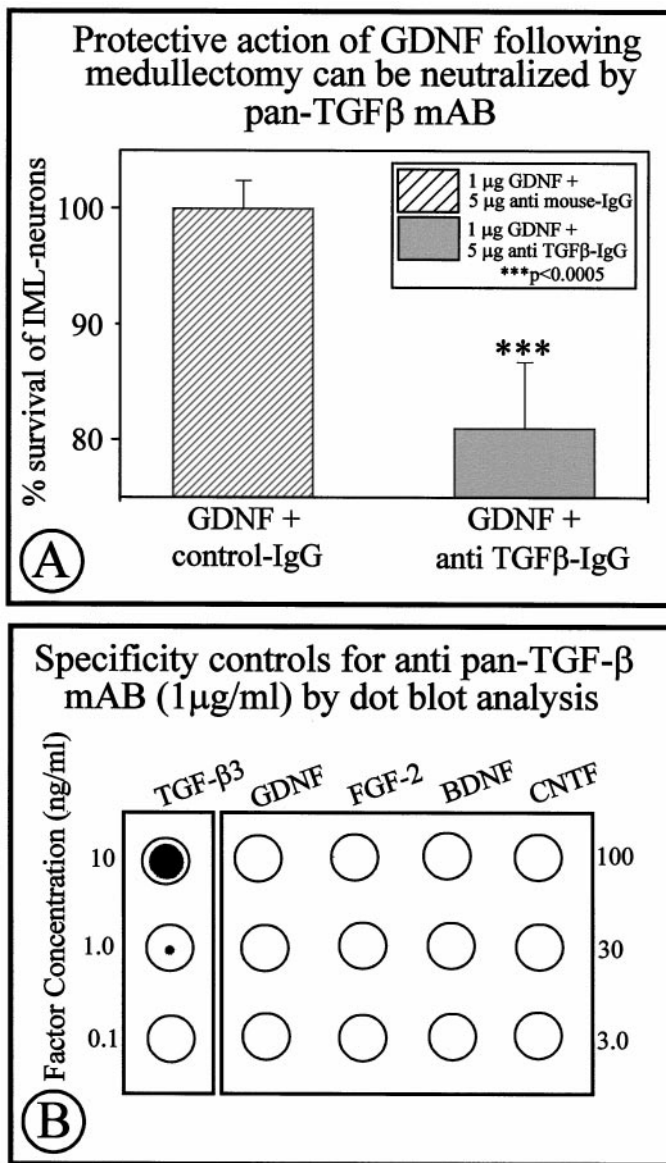 Protective action of GDNF following
medullectomy can be neutralized by
pan-TGFβ mAB
1 µg GDNF +
5 µg anti mouse-IgG
1 µg GDNF +
5 µg anti TGFβ-IgG
***p<0.0005
% survival of IML-neurons
100
90
80
***
GDNF +
control-IgG
GDNF +
anti TGFβ-IgG
A
Specificity controls for anti pan-TGF-β
mAB (1µg/ml) by dot blot analysis
Factor Concentration (ng/ml)
TGF-β3 GDNF FGF-2 BDNF CNTF
10 100
1.0 30
0.1 3.0
B